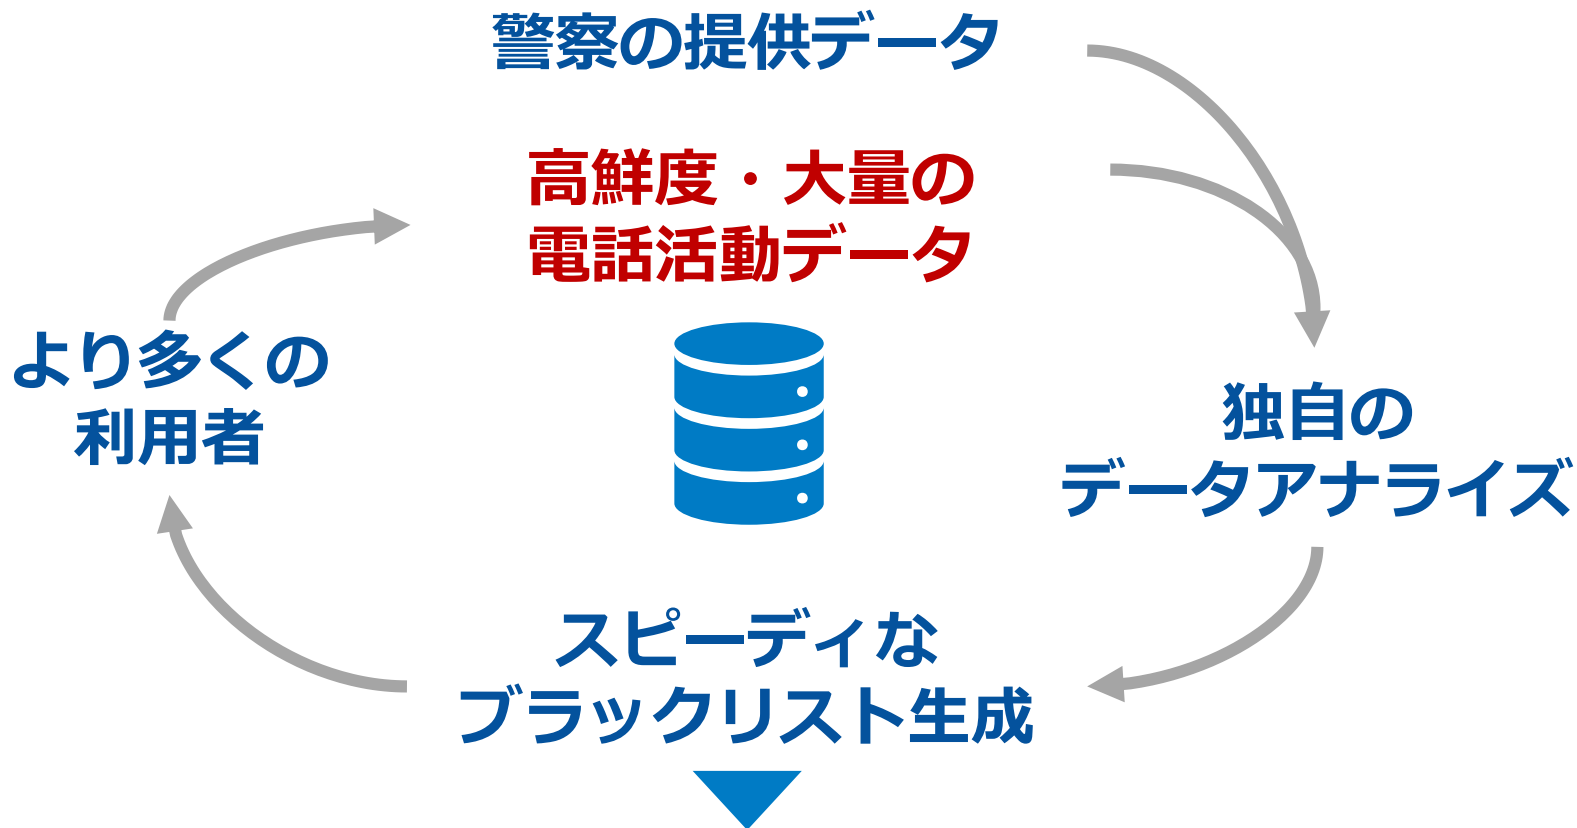 警察の提供データ
高鮮度・大量の
電話活動データ
より多くの
利用者
独自の
データアナライズ
スピーディな
ブラックリスト生成